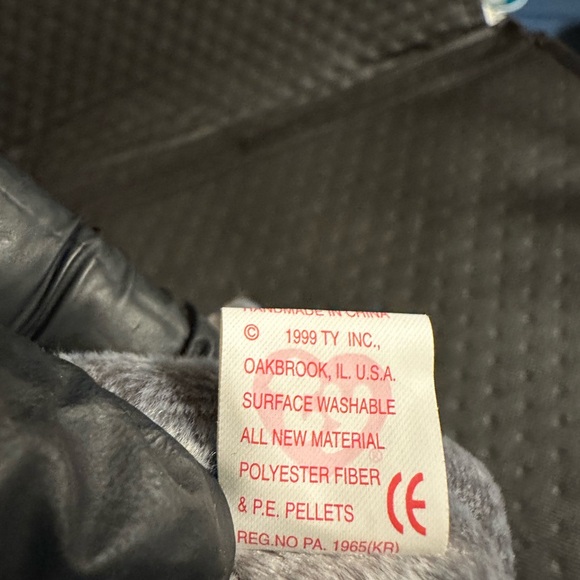 HANDMADE IN CHINA
© 1999 TY INC.,
OAKBROOK, IL. U.S.A.
SURFACE WASHABLE
ALL NEW MATERIAL
POLYESTER FIBER
& P.E. PELLETS
CE
REG.NO PA. 1965(KR)